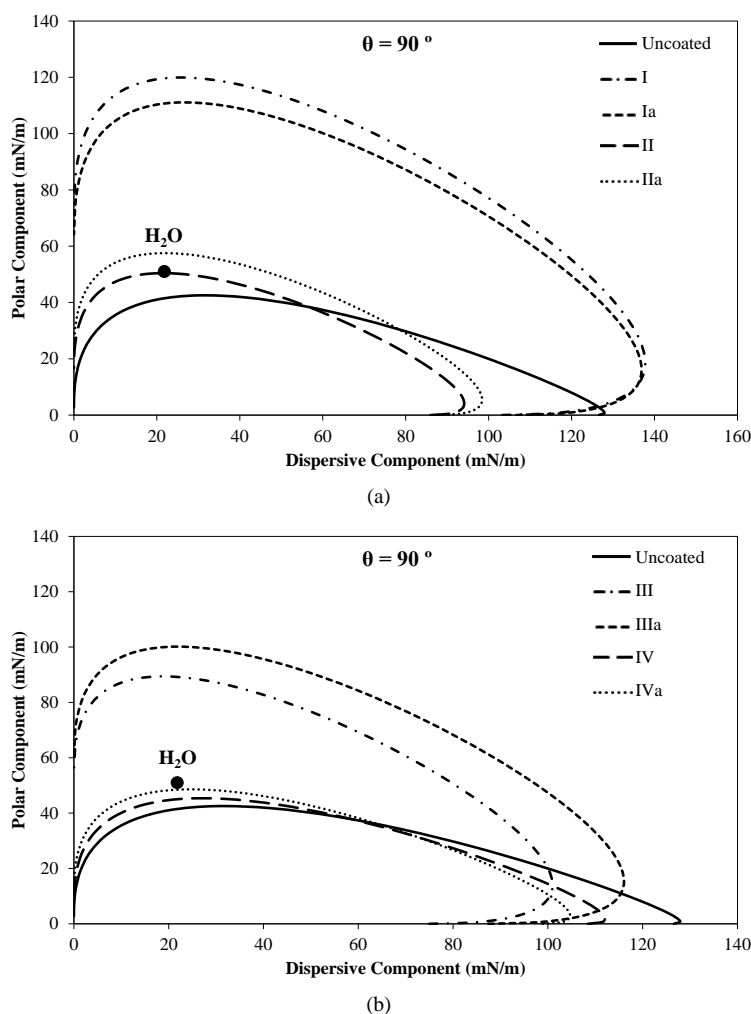 θ = 90 º
Uncoated
I
Ia
II
IIa
H₂O
Polar Component (mN/m)
140
120
100
80
60
40
20
0
0 20 40 60 80 100 120 140 160
Dispersive Component (mN/m)
(a)
θ = 90 º
Uncoated
III
IIIa
IV
IVa
H₂O
Polar Component (mN/m)
140
120
100
80
60
40
20
0
0 20 40 60 80 100 120 140
Dispersive Component (mN/m)
(b)